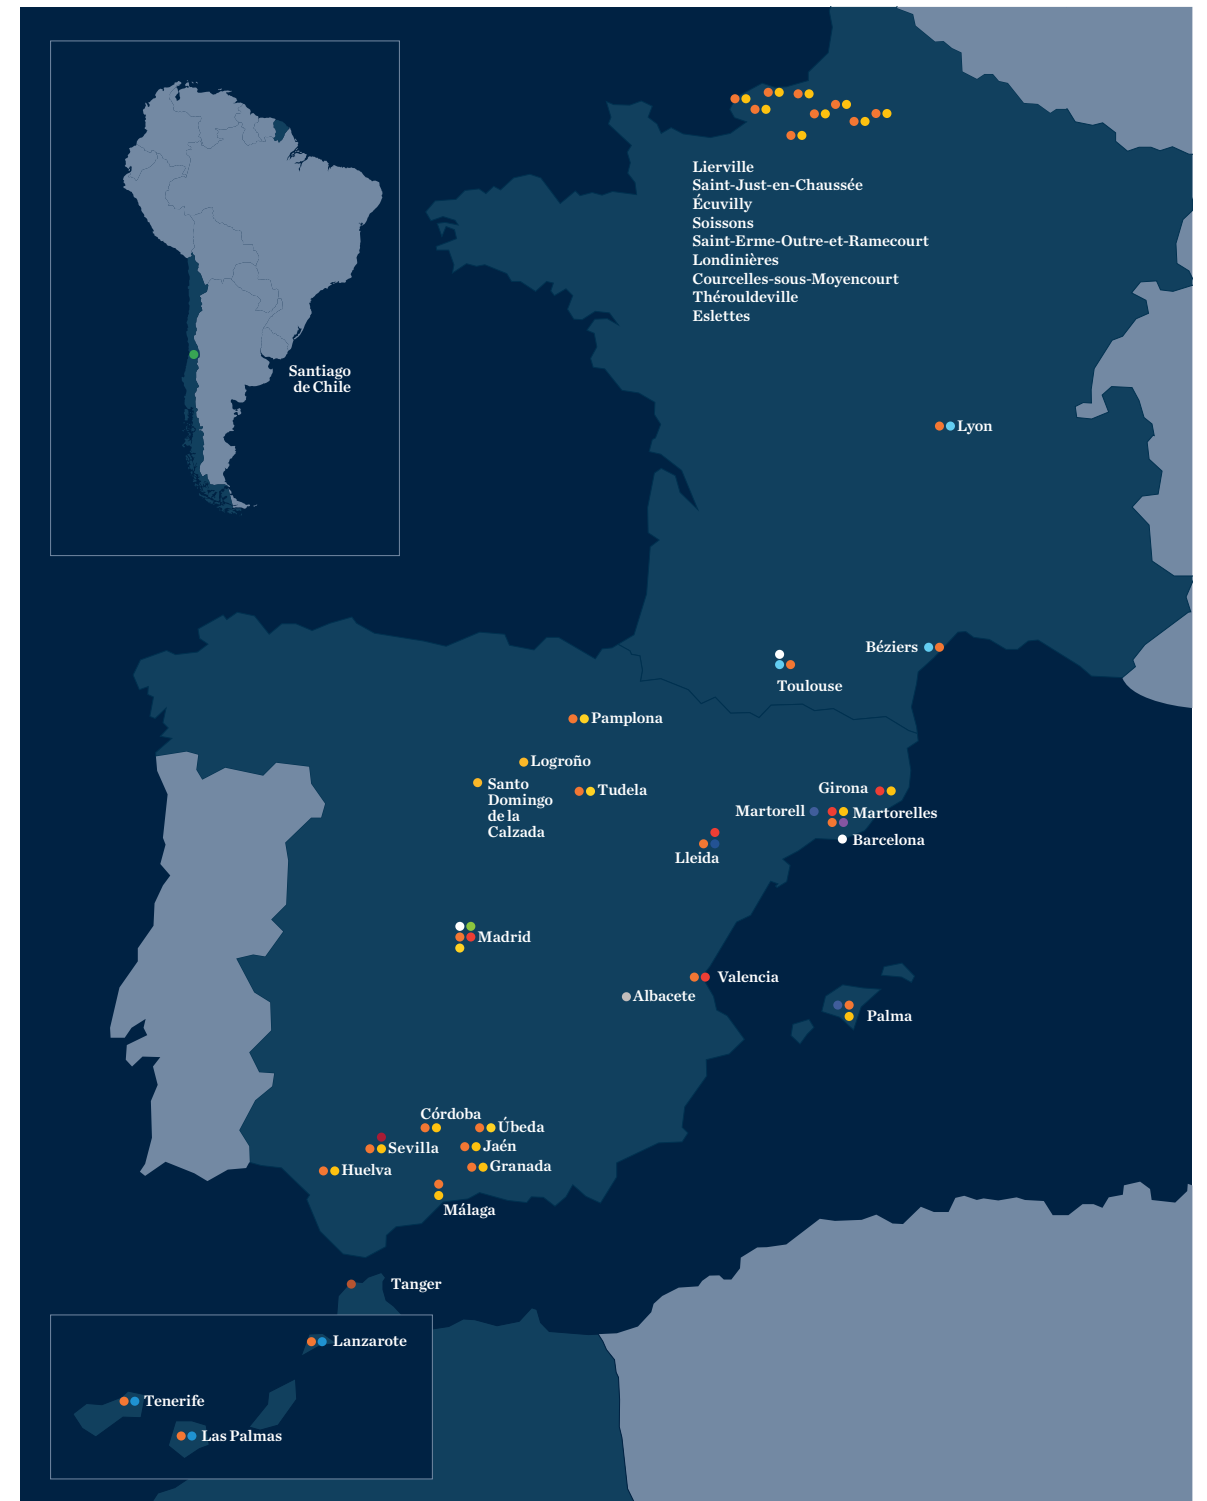 Lierville
Saint-Just-en-Chaussée
Écuvilly
Soissons
Saint-Erme-Outre-et-Ramecourt
Londinières
Courcelles-sous-Moyencourt
Thérouldeville
Eslettes
Santiago
de Chile
Lyon
Béziers
Toulouse
Pamplona
Logroño
Santo
Domingo
de la
Calzada
Tudela
Girona
Martorell
Martorelles
Barcelona
Lleida
Madrid
Valencia
Albacete
Palma
Córdoba
Úbeda
Sevilla
Jaén
Huelva
Granada
Málaga
Tanger
Lanzarote
Tenerife
Las Palmas